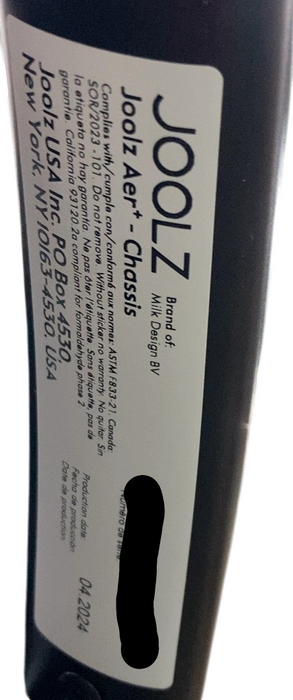 JOOLZ
Brand of:
Milk Design BV
Joolz Aer+ - Chassis
Complies with/cumple con/conformé aux normes: ASTM F833-21. Canada:
SOR/2023-101. Do not remove. Without sticker no warranty. No quitar. Sin
la etiqueta no hay garantía. Ne pas ôter l'étiquette. Sans étiquette, pas de
garantie. California 93120.2a compliant for formaldehyde phase 2
Joolz USA Inc. PO Box 4530,
New York, NY 10163-4530, USA
Numéro de série
Production date:
Fecha de producción
Date de production
04.2024